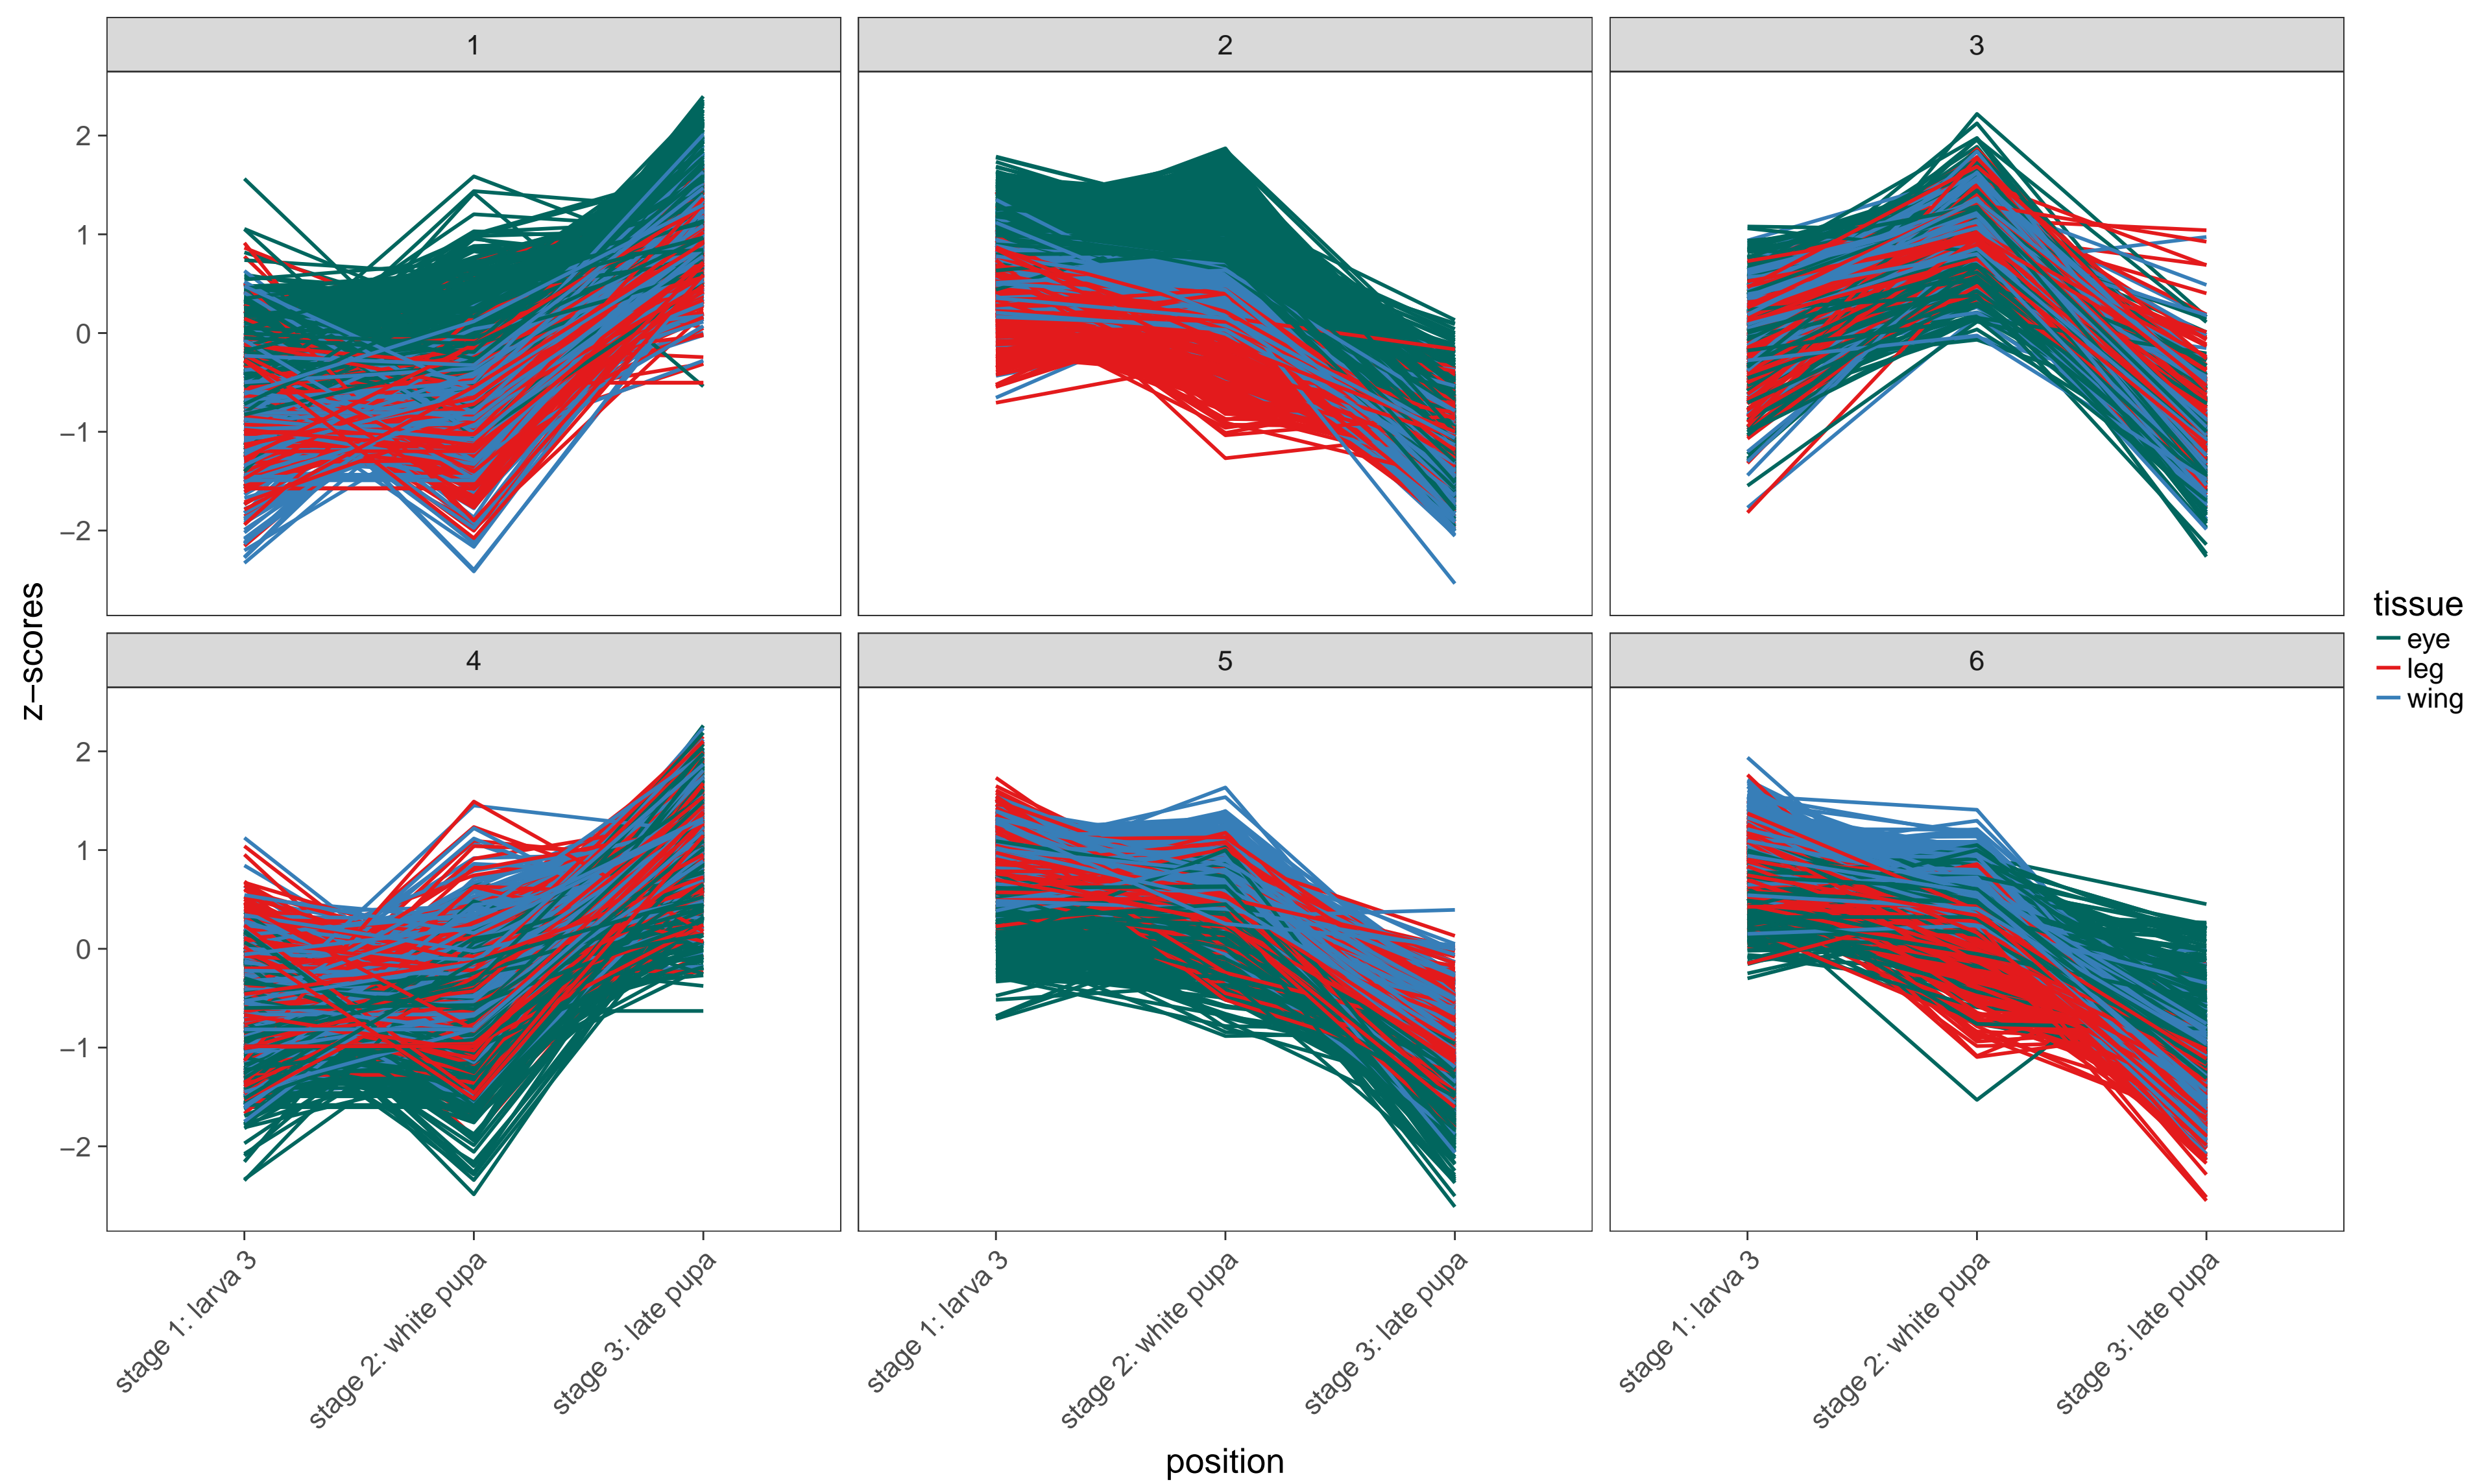 1
2
3
2
1
0
−1
−2
4
5
6
2
1
0
−1
−2
z−scores
tissue
eye
leg
wing
stage 1: larva 3
stage 2: white pupa
stage 3: late pupa
stage 1: larva 3
stage 2: white pupa
stage 3: late pupa
stage 1: larva 3
stage 2: white pupa
stage 3: late pupa
position